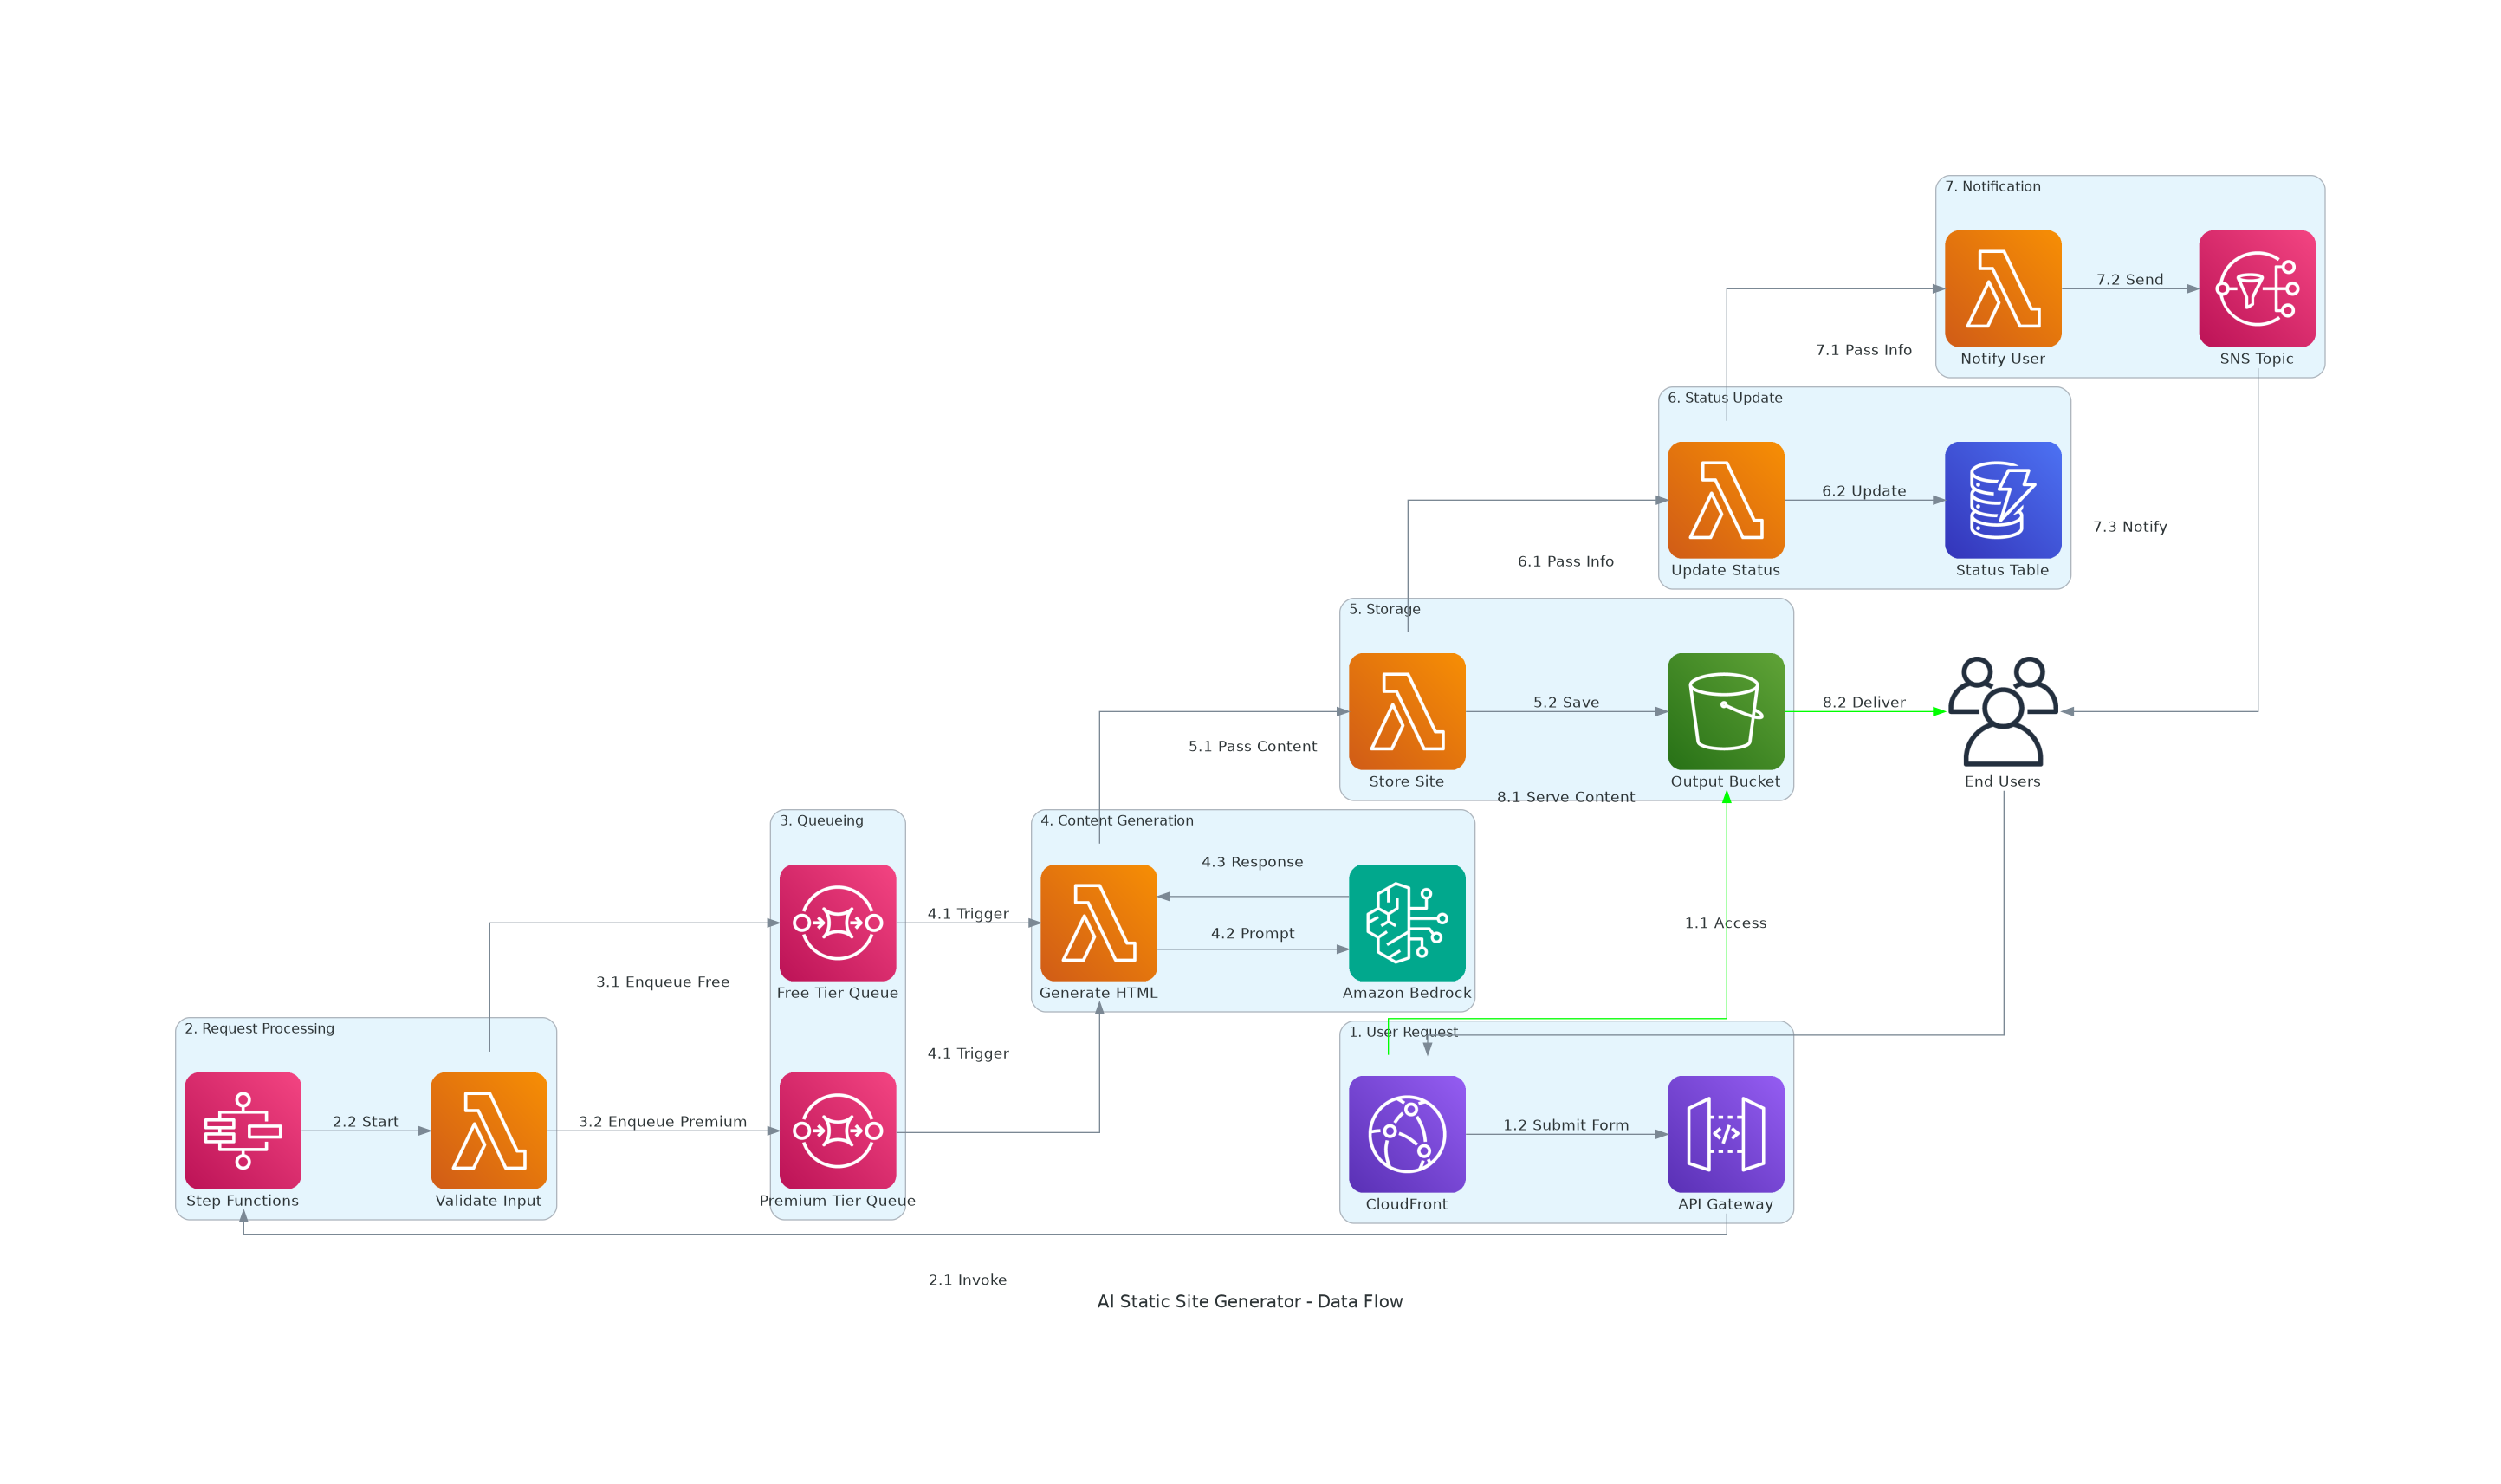 7. Notification
7.2 Send
7.1 Pass Info
Notify User
SNS Topic
6. Status Update
6.2 Update
7.3 Notify
6.1 Pass Info
Update Status
Status Table
5. Storage
5.2 Save
8.2 Deliver
5.1 Pass Content
Store Site
Output Bucket
End Users
8.1 Serve Content
3. Queueing
4. Content Generation
4.3 Response
4.1 Trigger
1.1 Access
4.2 Prompt
3.1 Enqueue Free
Free Tier Queue
Generate HTML
Amazon Bedrock
2. Request Processing
1. User Request
4.1 Trigger
2.2 Start
3.2 Enqueue Premium
1.2 Submit Form
Step Functions
Validate Input
Premium Tier Queue
CloudFront
API Gateway
2.1 Invoke
AI Static Site Generator - Data Flow